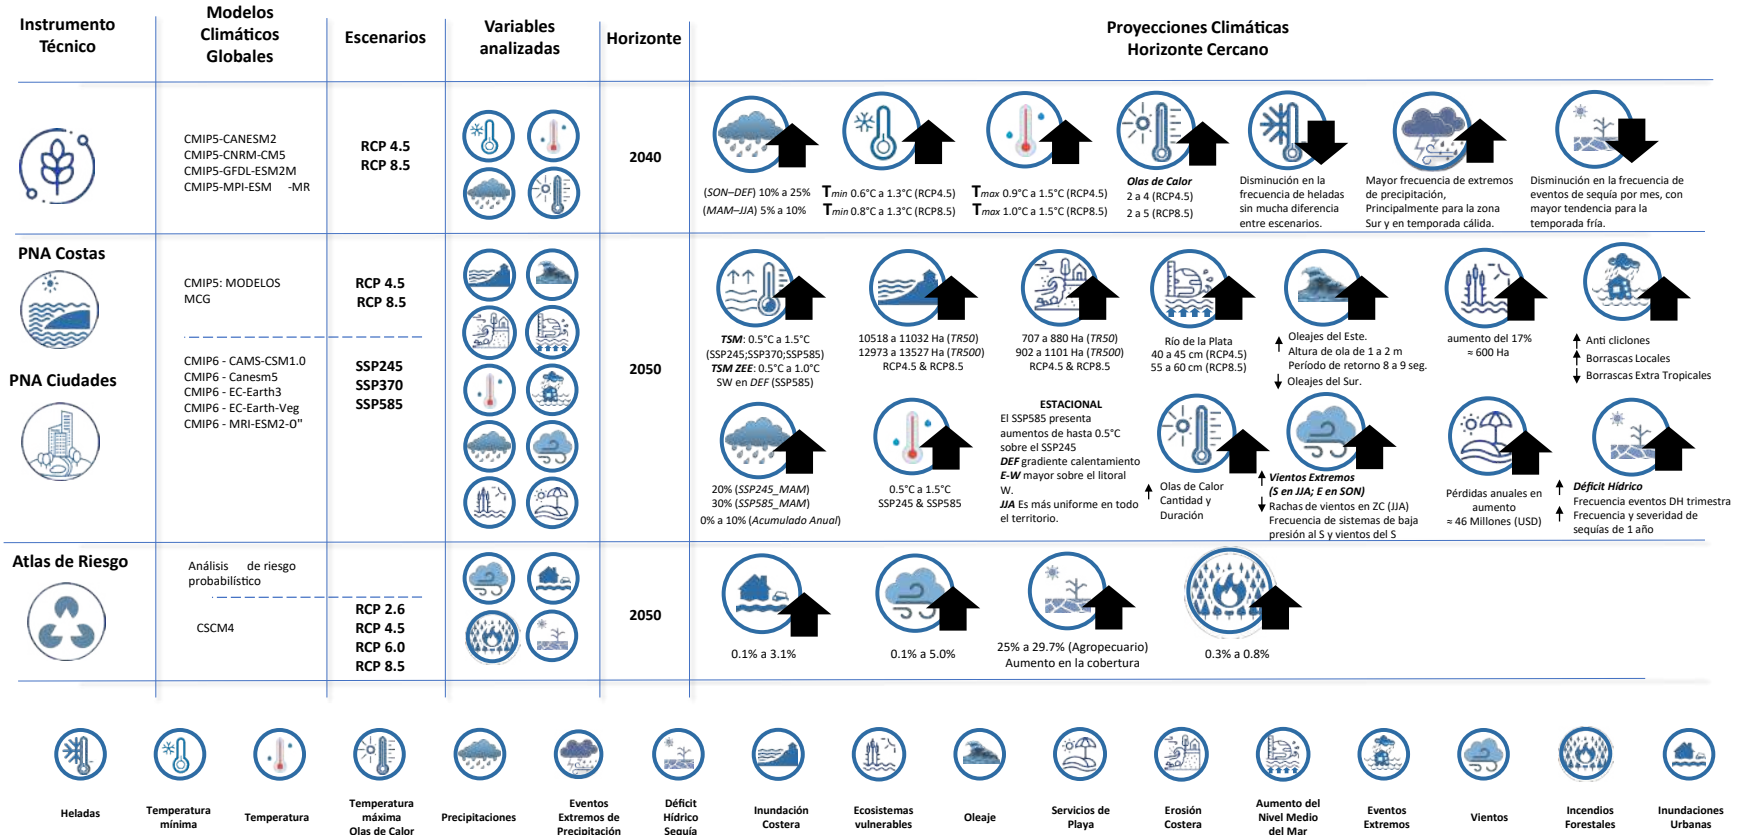 Instrumento
Técnico
Modelos
Climáticos
Globales
Escenarios
Variables
analizadas
Horizonte
Proyecciones Climáticas
Horizonte Cercano
CMIP5-CANESM2
CMIP5-CNRM-CM5
CMIP5-GFDL-ESM2M
CMIP5-MPI-ESM -MR
RCP 4.5
RCP 8.5
2040
(SON–DEF) 10% a 25%
(MAM–JJA) 5% a 10%
Tmin 0.6°C a 1.3°C (RCP4.5)
Tmin 0.8°C a 1.3°C (RCP8.5)
Tmax 0.9°C a 1.5°C (RCP4.5)
Tmax 1.0°C a 1.5°C (RCP8.5)
Olas de Calor
2 a 4 (RCP4.5)
2 a 5 (RCP8.5)
Disminución en la
frecuencia de heladas
sin mucha diferencia
entre escenarios.
Mayor frecuencia de extremos
de precipitación,
Principalmente para la zona
Sur y en temporada cálida.
Disminución en la frecuencia de
eventos de sequía por mes, con
mayor tendencia para la
temporada fría.
PNA Costas
PNA Ciudades
CMIP5: MODELOS
MCG
RCP 4.5
RCP 8.5
CMIP6 - CAMS-CSM1.0
CMIP6 - Canesm5
CMIP6 - EC-Earth3
CMIP6 - EC-Earth-Veg
CMIP6 - MRI-ESM2-0"
SSP245
SSP370
SSP585
2050
TSM: 0.5°C a 1.5°C
(SSP245;SSP370;SSP585)
TSM ZEE: 0.5°C a 1.0°C
SW en DEF (SSP585)
10518 a 11032 Ha (TR50)
12973 a 13527 Ha (TR500)
RCP4.5 & RCP8.5
707 a 880 Ha (TR50)
902 a 1101 Ha (TR500)
RCP4.5 & RCP8.5
Río de la Plata
40 a 45 cm (RCP4.5)
55 a 60 cm (RCP8.5)
Oleajes del Este.
Altura de ola de 1 a 2 m
Período de retorno 8 a 9 seg.
Oleajes del Sur.
aumento del 17%
≈ 600 Ha
Anti ciclones
Borrascas Locales
Borrascas Extra Tropicales
20% (SSP245_MAM)
30% (SSP585_MAM)
0% a 10% (Acumulado Anual)
0.5°C a 1.5°C
SSP245 & SSP585
ESTACIONAL
El SSP585 presenta
aumentos de hasta 0.5°C
sobre el SSP245
DEF gradiente calentamiento
E-W mayor sobre el litoral
W.
JJA Es más uniforme en todo
el territorio.
Olas de Calor
Cantidad y
Duración
Vientos Extremos
(S en JJA; E en SON)
Rachas de vientos en ZC (JJA)
Frecuencia de sistemas de baja
presión al S y vientos del S
Pérdidas anuales en
aumento
≈ 46 Millones (USD)
Déficit Hídrico
Frecuencia eventos DH trimestra
Frecuencia y severidad de
sequías de 1 año
Atlas de Riesgo
Análisis de riesgo
probabilístico
CSCM4
RCP 2.6
RCP 4.5
RCP 6.0
RCP 8.5
2050
0.1% a 3.1%
0.1% a 5.0%
25% a 29.7% (Agropecuario)
Aumento en la cobertura
0.3% a 0.8%
Heladas
Temperatura
mínima
Temperatura
Temperatura
máxima
Olas de Calor
Precipitaciones
Eventos
Extremos de
Precipitación
Déficit
Hídrico
Sequía
Inundación
Costera
Ecosistemas
vulnerables
Oleaje
Servicios de
Playa
Erosión
Costera
Aumento del
Nivel Medio
del Mar
Eventos
Extremos
Vientos
Incendios
Forestales
Inundaciones
Urbanas